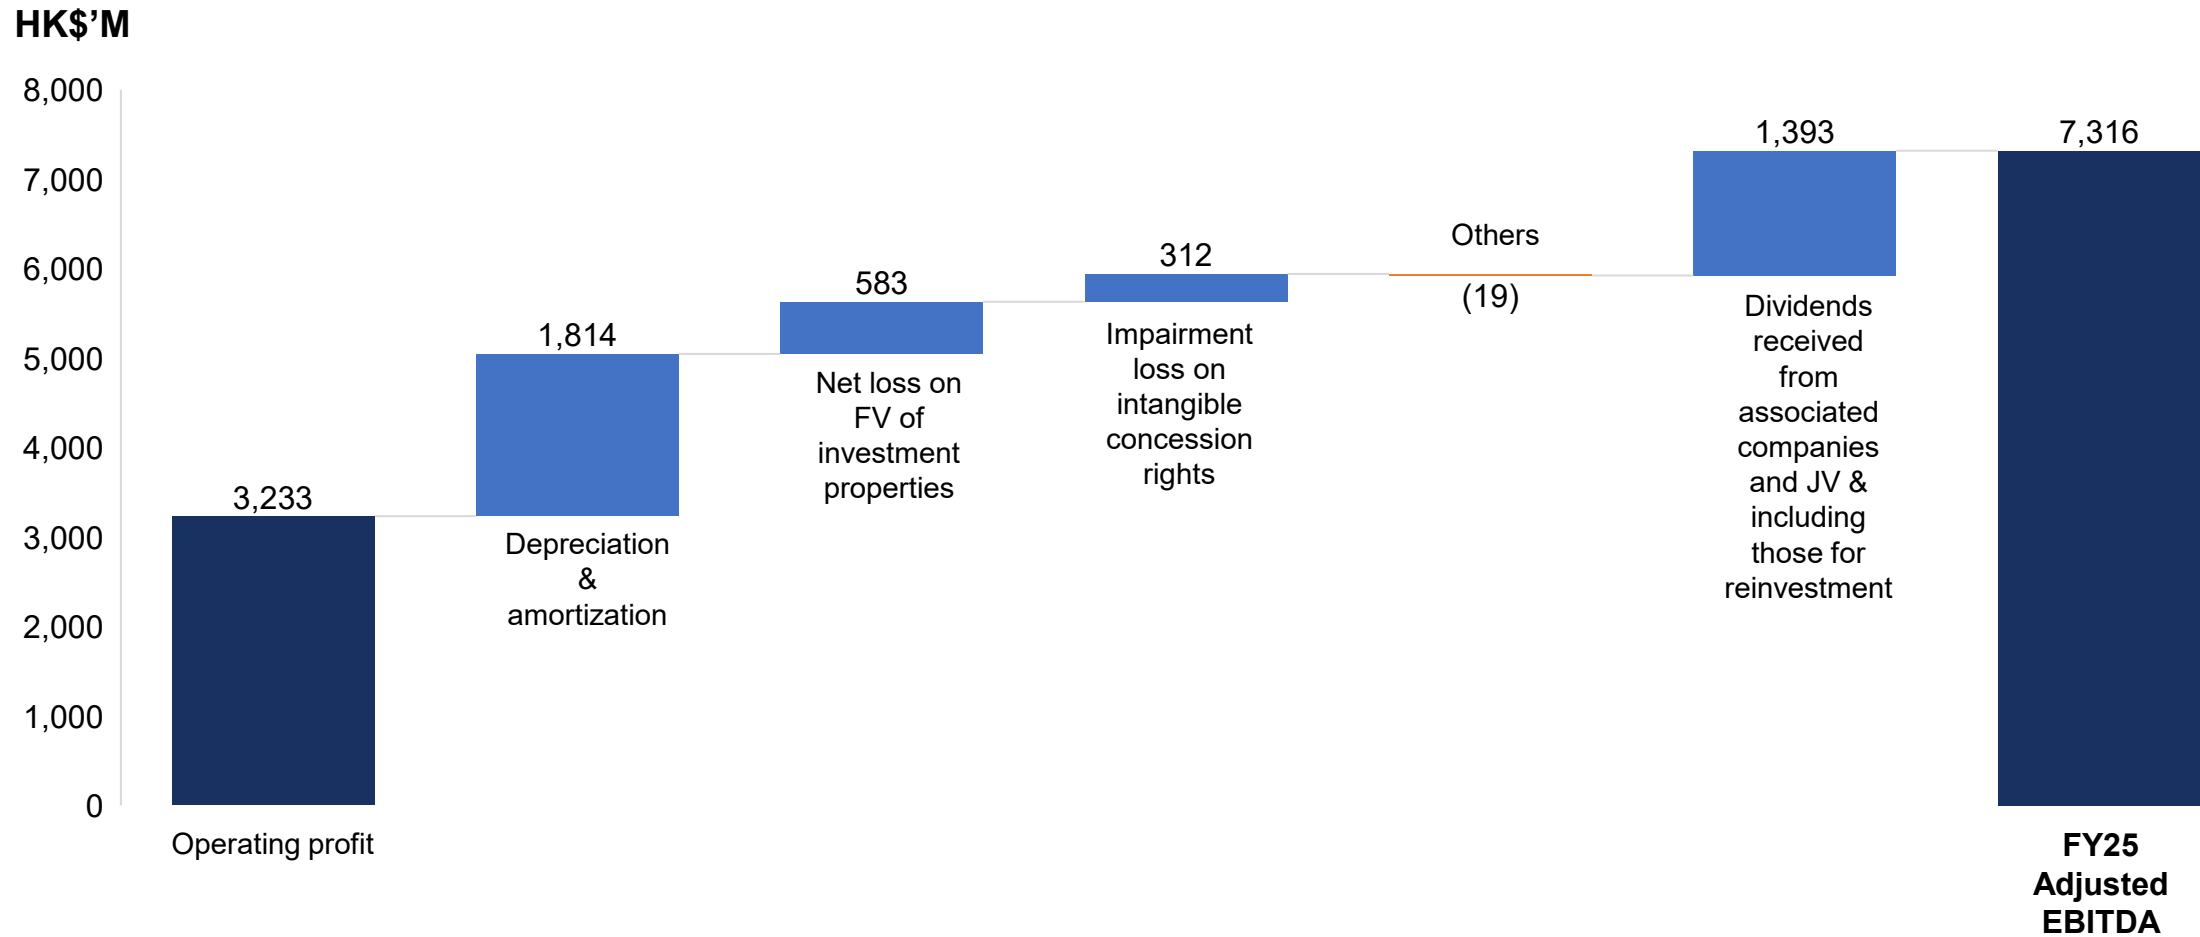 HK$’M
8,000
7,000
6,000
5,000
4,000
3,000
2,000
1,000
0
3,233
Operating profit
1,814
Depreciation
&
amortization
583
Net loss on
FV of
investment
properties
312
Impairment
loss on
intangible
concession
rights
Others
(19)
1,393
Dividends
received
from
associated
companies
and JV &
including
those for
reinvestment
7,316
FY25
Adjusted
EBITDA